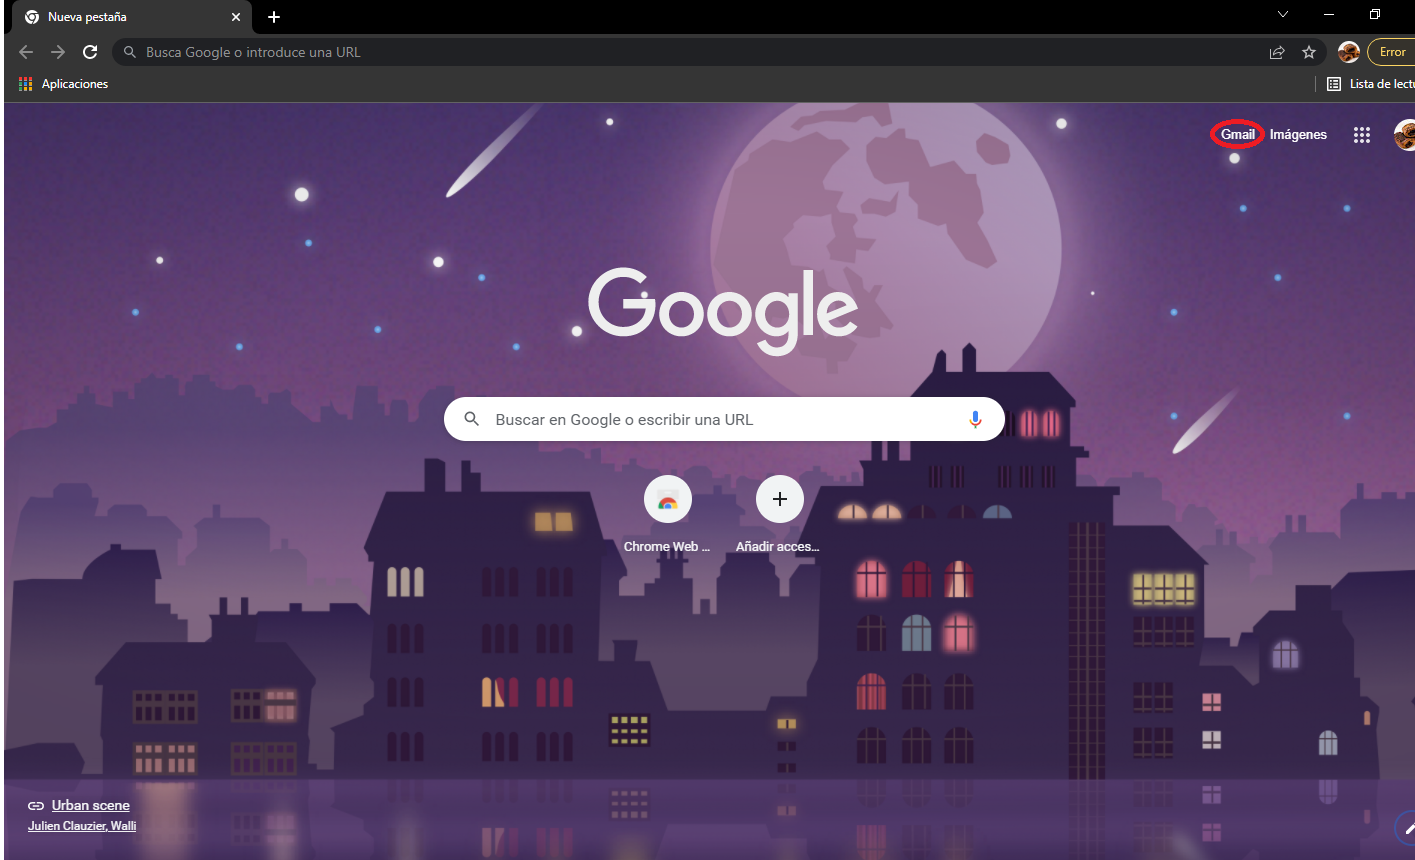 Nueva pestaña
Busca Google o introduce una URL
Error
Aplicaciones
Lista de lectu
Gmail Imágenes
Google
Buscar en Google o escribir una URL
Chrome Web ... Añadir acces...
Urban scene
Julien Clauzier, Walli